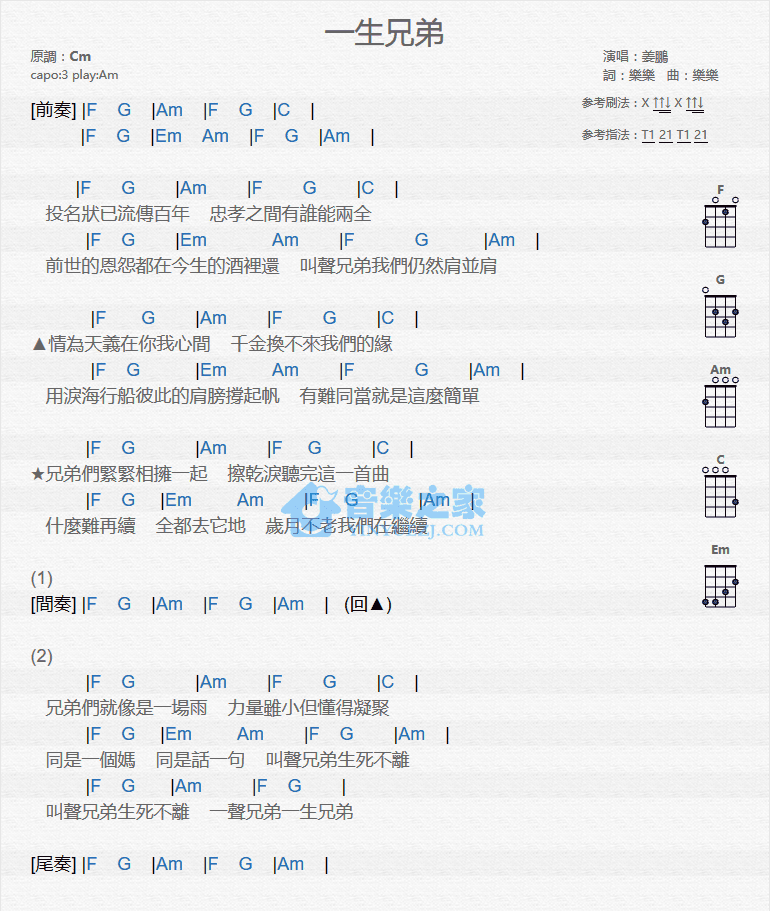 一生兄弟
原調：Cm
capo:3 play:Am
演唱：姜鵬
詞：樂樂 曲：樂樂
参考刷法：X ↑↑↓ X ↑↑↓
参考指法：T1 21 T1 21
[前奏] |F G |Am |F G |C |
|F G |Em Am |F G |Am |
|F G |Am |F G |C |
投名狀已流傳百年 忠孝之間有誰能兩全
|F G |Em Am |F G |Am |
前世的恩怨都在今生的酒裡還 叫聲兄弟我們仍然肩並肩
|F G |Am |F G |C |
▲情為天義在你我心間 千金換不來我們的緣
|F G |Em Am |F G |Am |
用淚海行船彼此的肩膀撐起帆 有難同當就是這麼簡單
|F G |Am |F G |C |
★兄弟們緊緊相擁一起 擦乾淚聽完這一首曲
|F G |Em Am |F G |Am |
什麼難再續 全都去它地 歲月不老我們在繼續
音樂之家
(1)
[間奏] |F G |Am |F G |Am | (回▲)
(2)
|F G |Am |F G |C |
兄弟們就像是一場雨 力量雖小但懂得凝聚
|F G |Em Am |F G |Am |
同是一個媽 同是話一句 叫聲兄弟生死不離
|F G |Am |F G |
叫聲兄弟生死不離 一聲兄弟一生兄弟
[尾奏] |F G |Am |F G |Am |
F
G
Am
C
Em